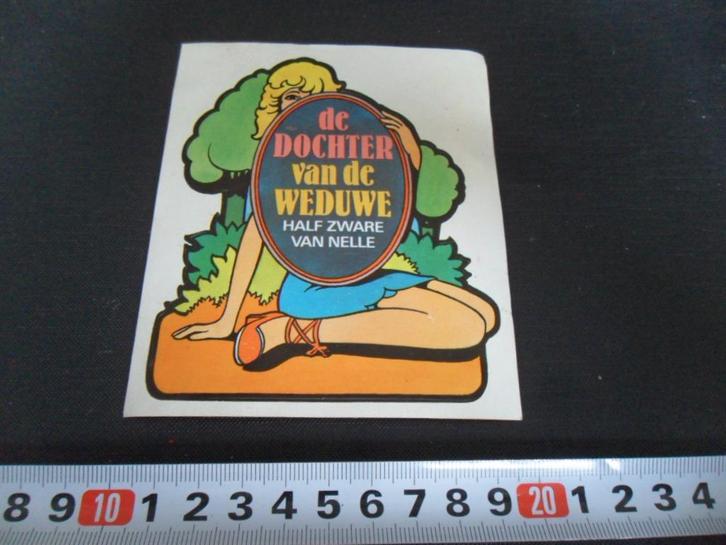 de
DOCHTER
van de
WEDUWE
HALF ZWARE
VAN NELLE
8 9 10 1 2 3 4 5 6 7 8 9 20 1 2 3 4